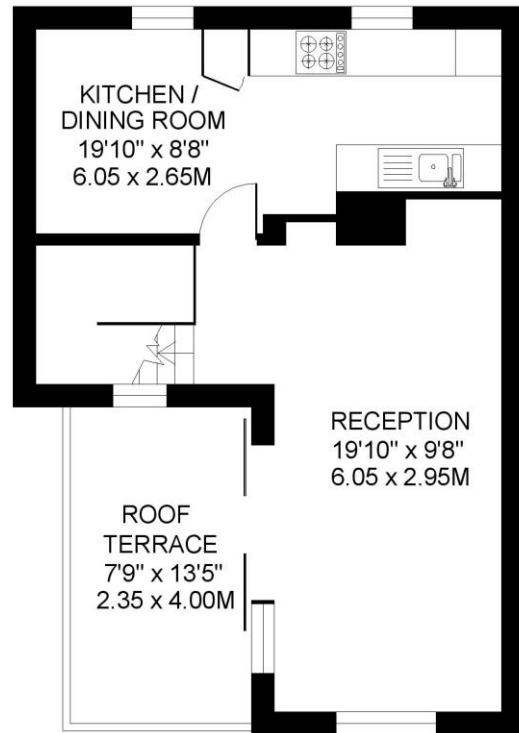 KITCHEN /
DINING ROOM
19'10" x 8'8"
6.05 x 2.65M
RECEPTION
19'10" x 9'8"
6.05 x 2.95M
ROOF
TERRACE
7'9" x 13'5"
2.35 x 4.00M